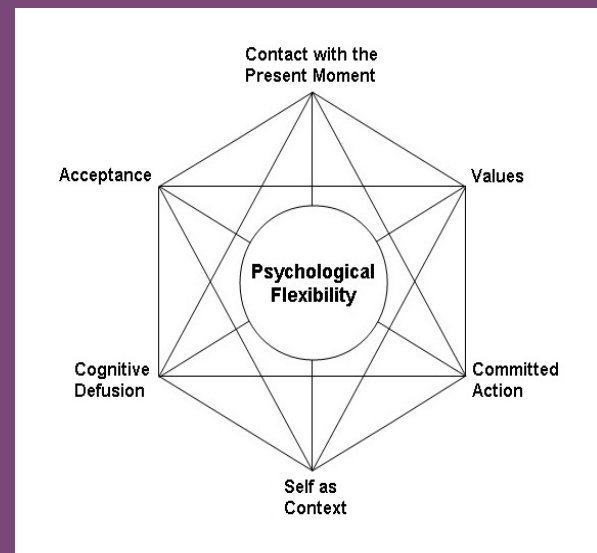 Contact with the
Present Moment
Acceptance
Values
Psychological
Flexibility
Cognitive
Defusion
Committed
Action
Self as
Context